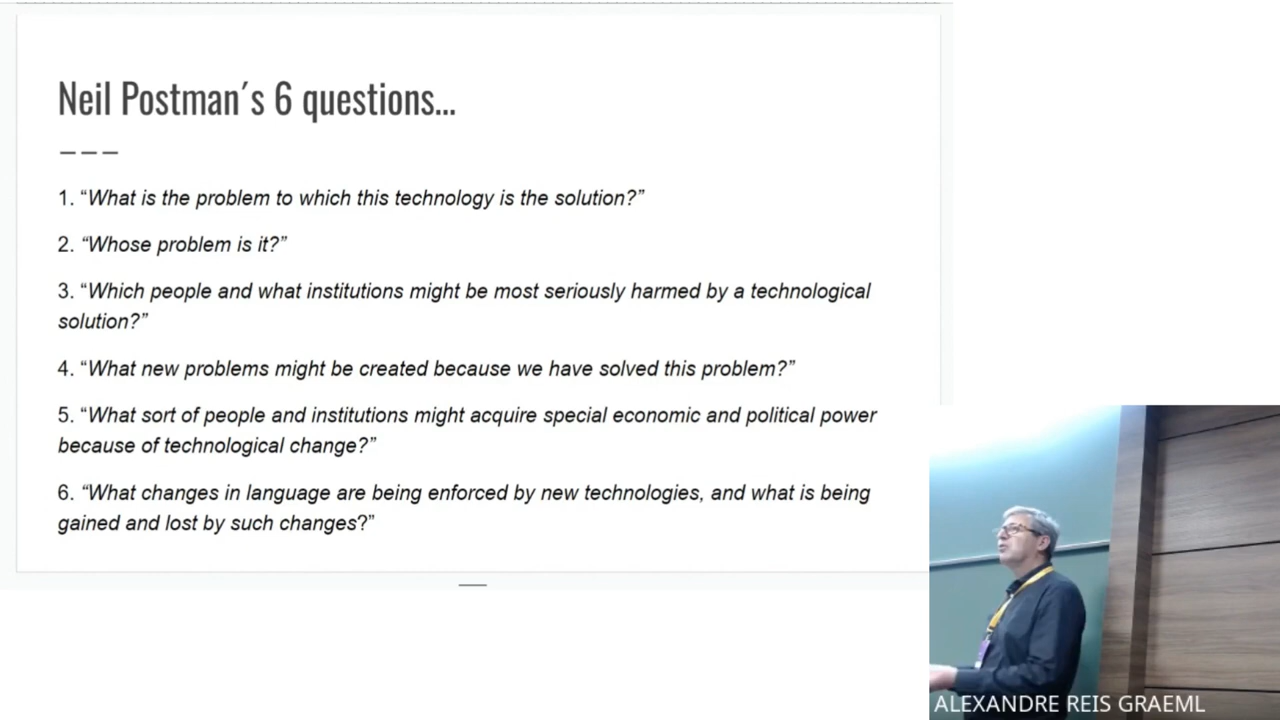 Neil Postman´s 6 questions...
1. “What is the problem to which this technology is the solution?”
2. “Whose problem is it?”
3. “Which people and what institutions might be most seriously harmed by a technological
solution?”
4. “What new problems might be created because we have solved this problem?”
5. “What sort of people and institutions might acquire special economic and political power
because of technological change?”
6. “What changes in language are being enforced by new technologies, and what is being
gained and lost by such changes?”
ALEXANDRE REIS GRAEML